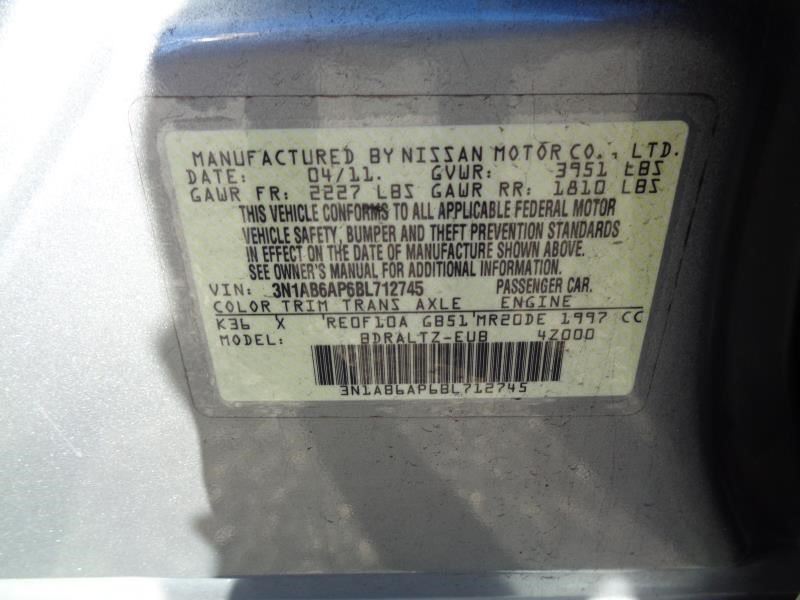 MANUFACTURED BY NISSAN MOTOR CO., LTD.
DATE: 04/11. GVWR: 3951 LBS
GAWR FR: 2227 LBS GAWR RR: 1810 LBS
THIS VEHICLE CONFORMS TO ALL APPLICABLE FEDERAL MOTOR
VEHICLE SAFETY, BUMPER AND THEFT PREVENTION STANDARDS
IN EFFECT ON THE DATE OF MANUFACTURE SHOWN ABOVE.
SEE OWNER'S MANUAL FOR ADDITIONAL INFORMATION.
VIN: 3N1AB6AP6BL712745 PASSENGER CAR.
COLOR TRIM TRANS AXLE ENGINE
K36 X RE0F10A GB51 MR20DE 1997 CC
MODEL: BDRALTZ-EUB 4Z000
3N1AB6AP6BL712745